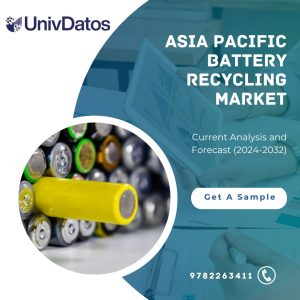 UnivDatos
ASIA PACIFIC
BATTERY
RECYCLING
MARKET
Current Analysis and
Forecast (2024-2032)
Get A Sample
9782263411